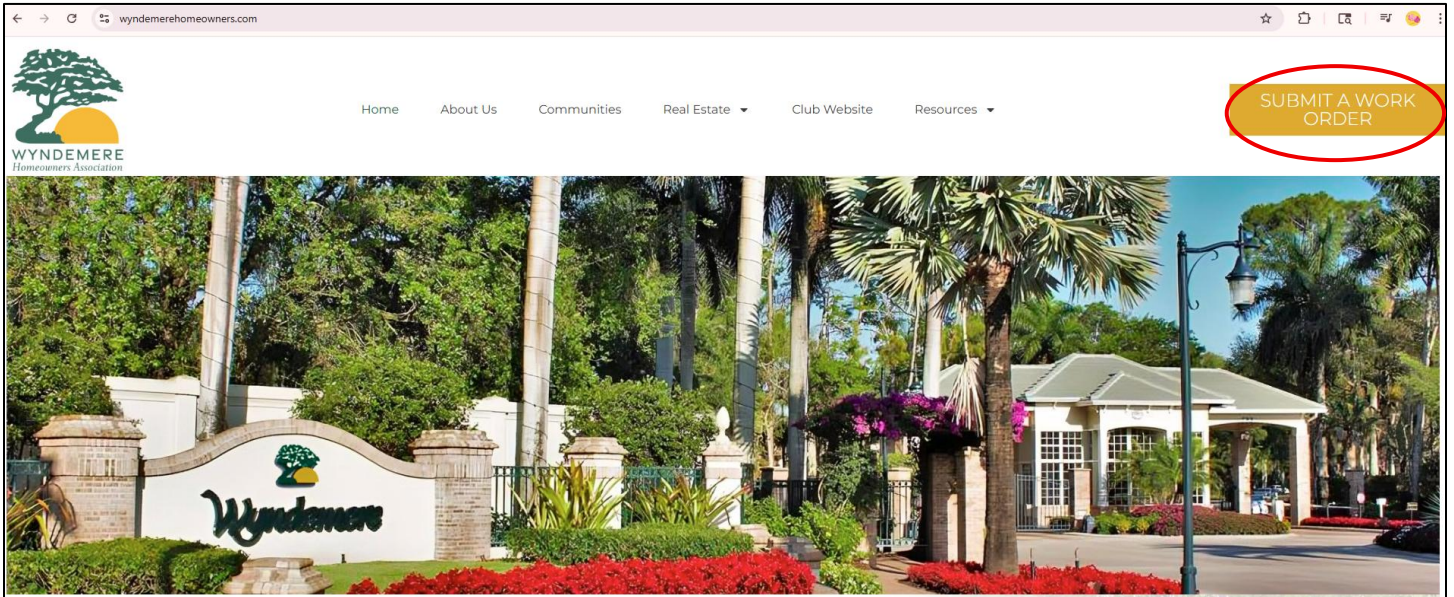 wyndemerehomeowners.com
WYNDEMERE
Homeowners Association
Home About Us Communities Real Estate Club Website Resources
SUBMIT A WORK
ORDER
Wyndemere